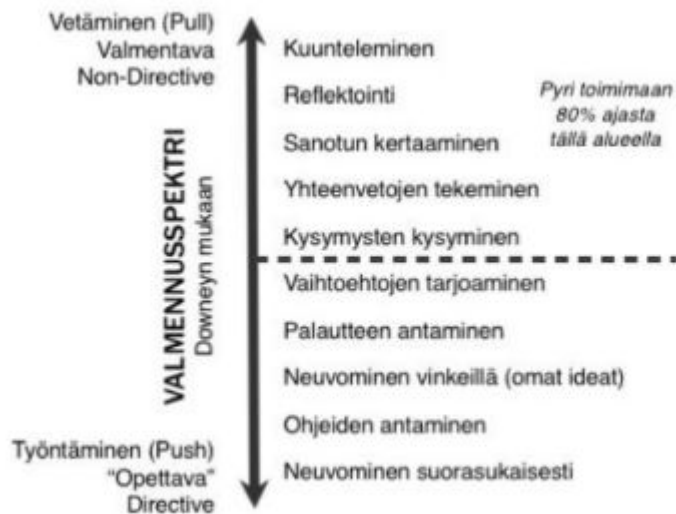 Vetäminen (Pull)
Valmentava
Non-Directive
Kuunteleminen
Reflektointi
Pyri toimimaan
80% ajasta
tällä alueella
Sanotun kertaaminen
Yhteenvetojen tekeminen
Kysymysten kysyminen
VALMENNUSSPEKTRI
Downeyn mukaan
Vaihtoehtojen tarjoaminen
Palautteen antaminen
Neuvominen vinkeillä (omat ideat)
Ohjeiden antaminen
Neuvominen suorasukaisesti
Työntäminen (Push)
"Opettava"
Directive